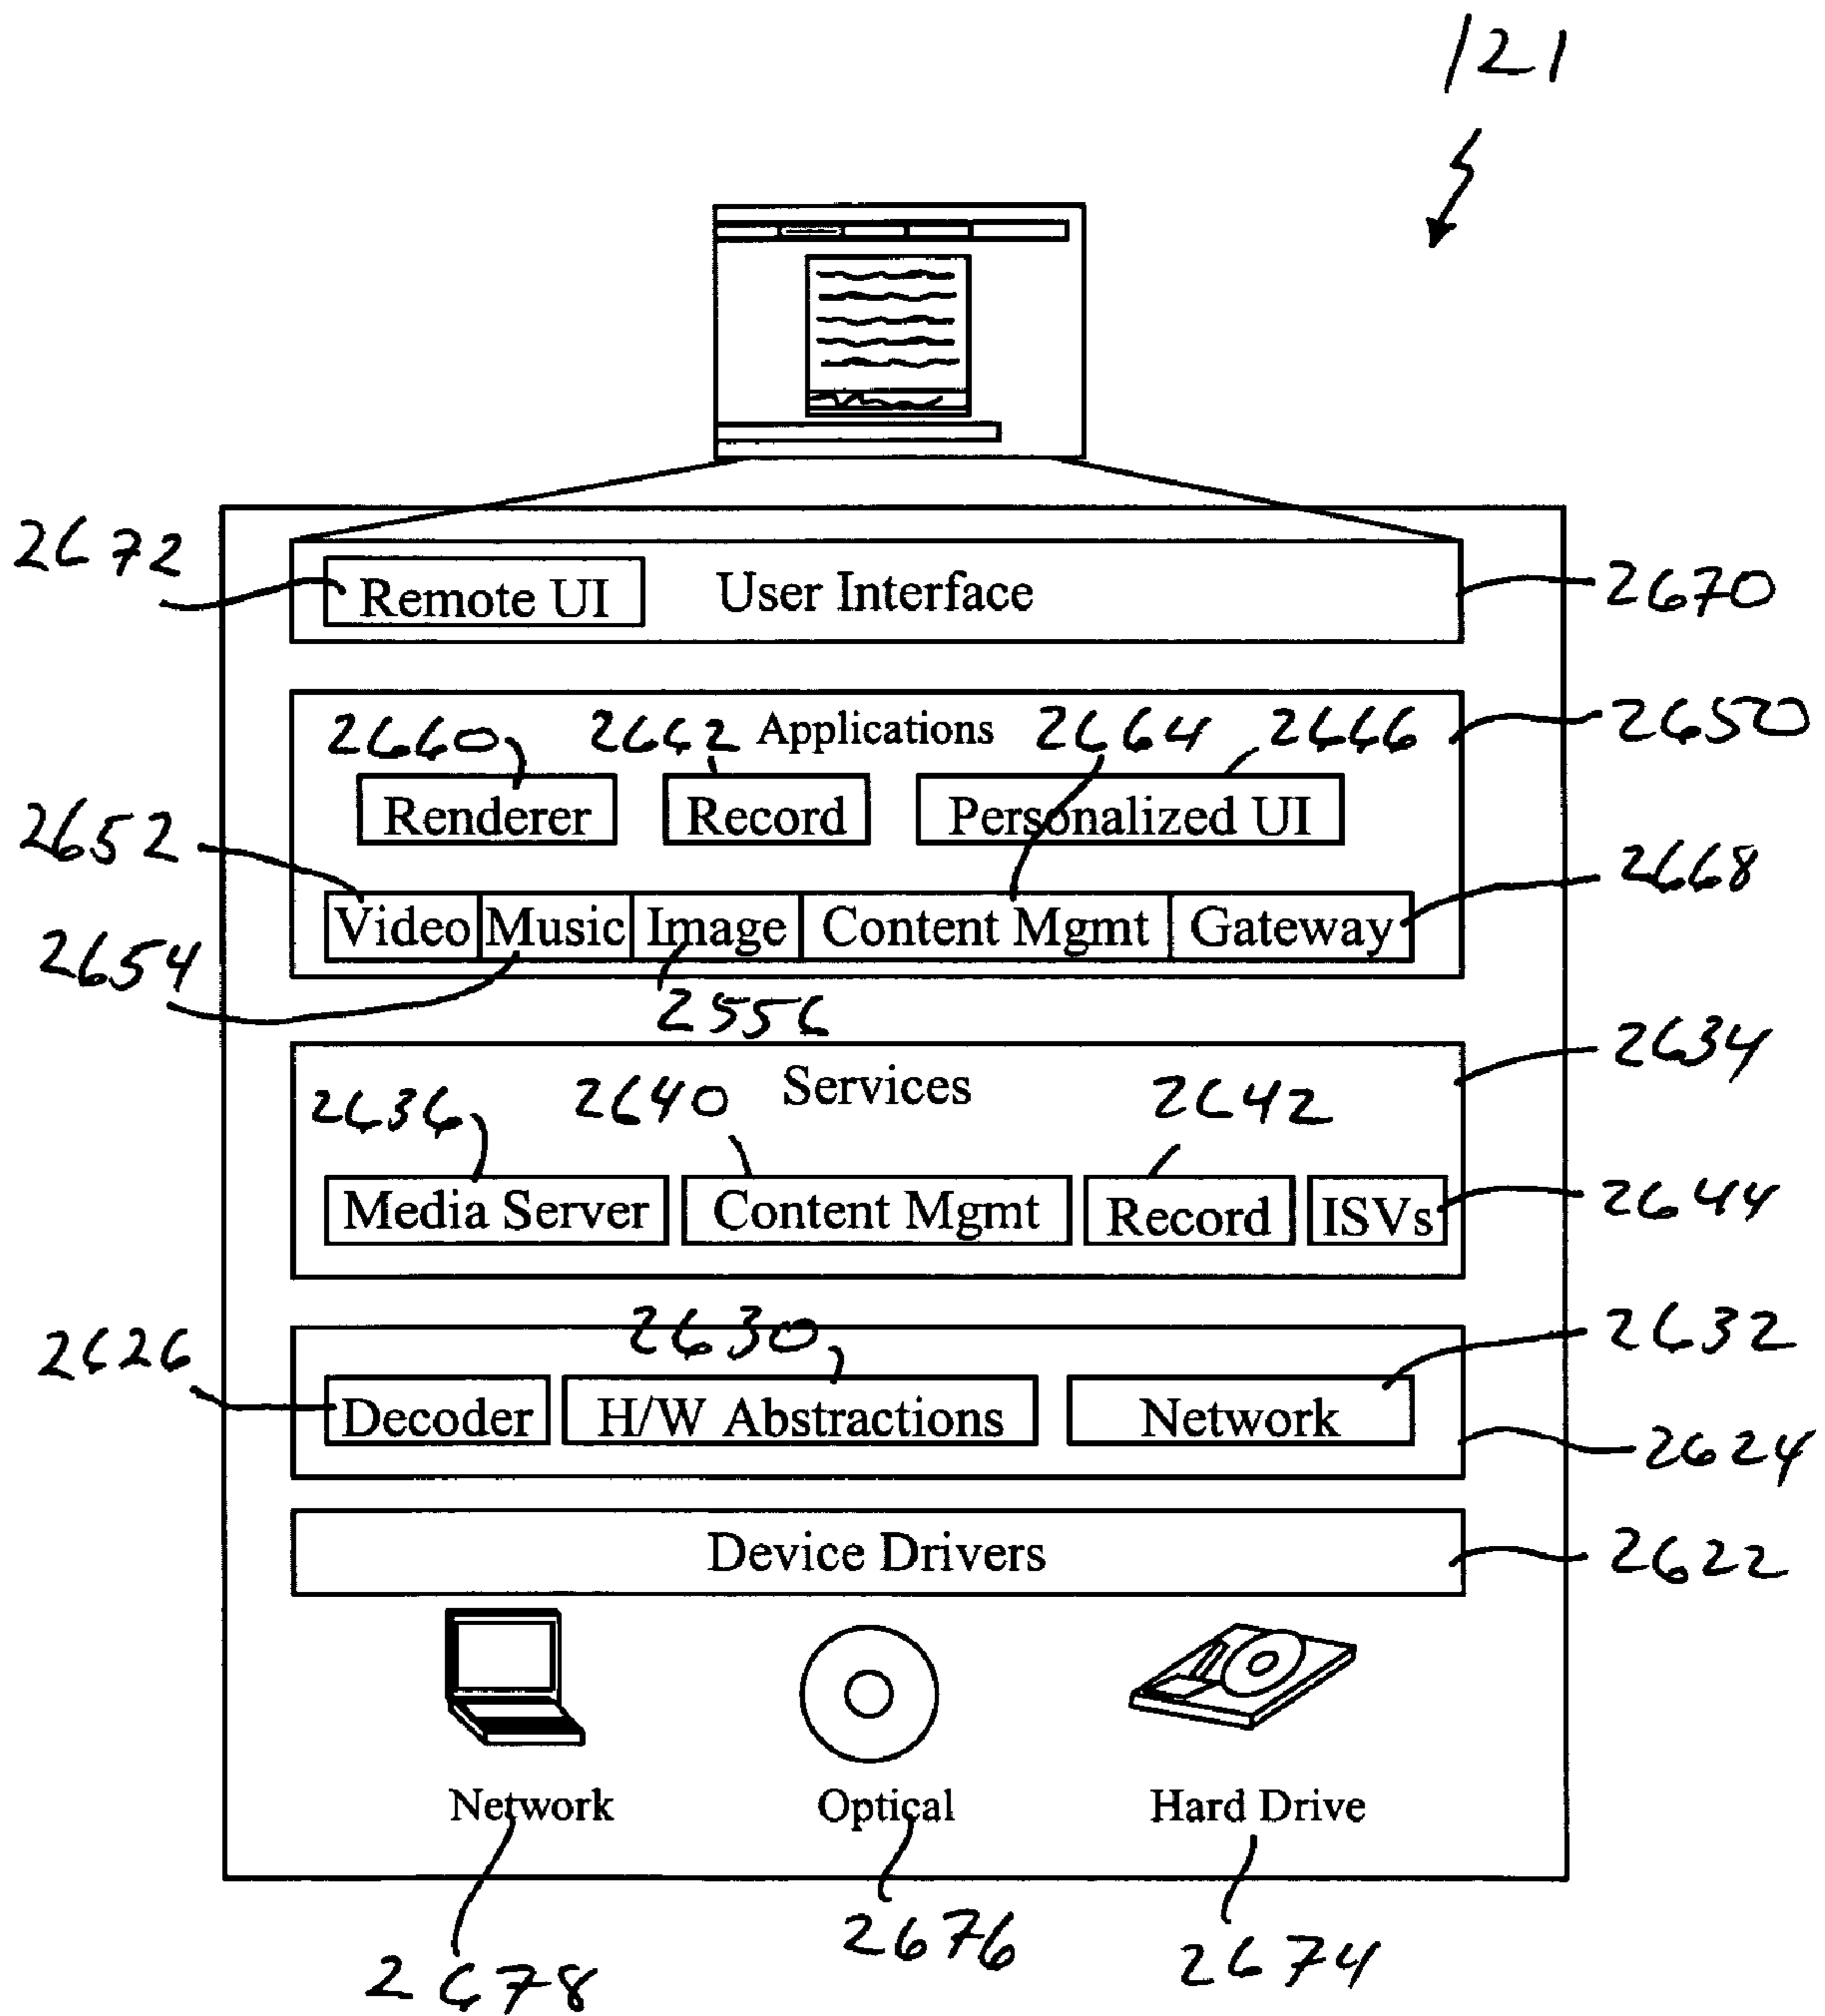 121
2672
Remote UI User Interface
2670
2660 2662 Applications 2664 2666
2650
Renderer Record Personalized UI
2652
2668
Video Music Image Content Mgmt Gateway
2654
2556
2634
Services
2636 2640 2642
Media Server Content Mgmt Record ISVs
2644
2630
2632
2626
Decoder H/W Abstractions Network
2624
Device Drivers
2622
Network Optical Hard Drive
2678 2676 2674